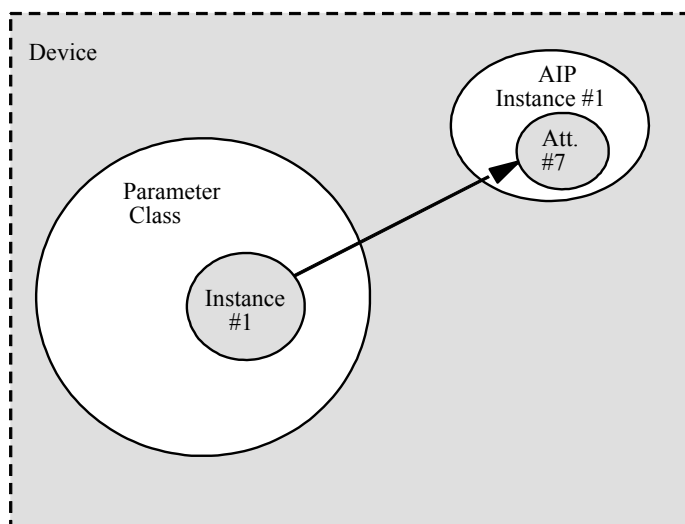 Device
AIP
Instance #1
Att.
#7
Parameter
Class
Instance
#1